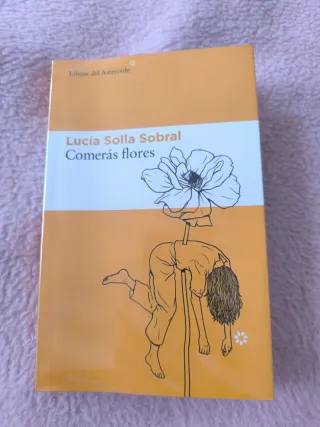 Libros del Asteroide
Lucía Solla Sobral
Comerás flores